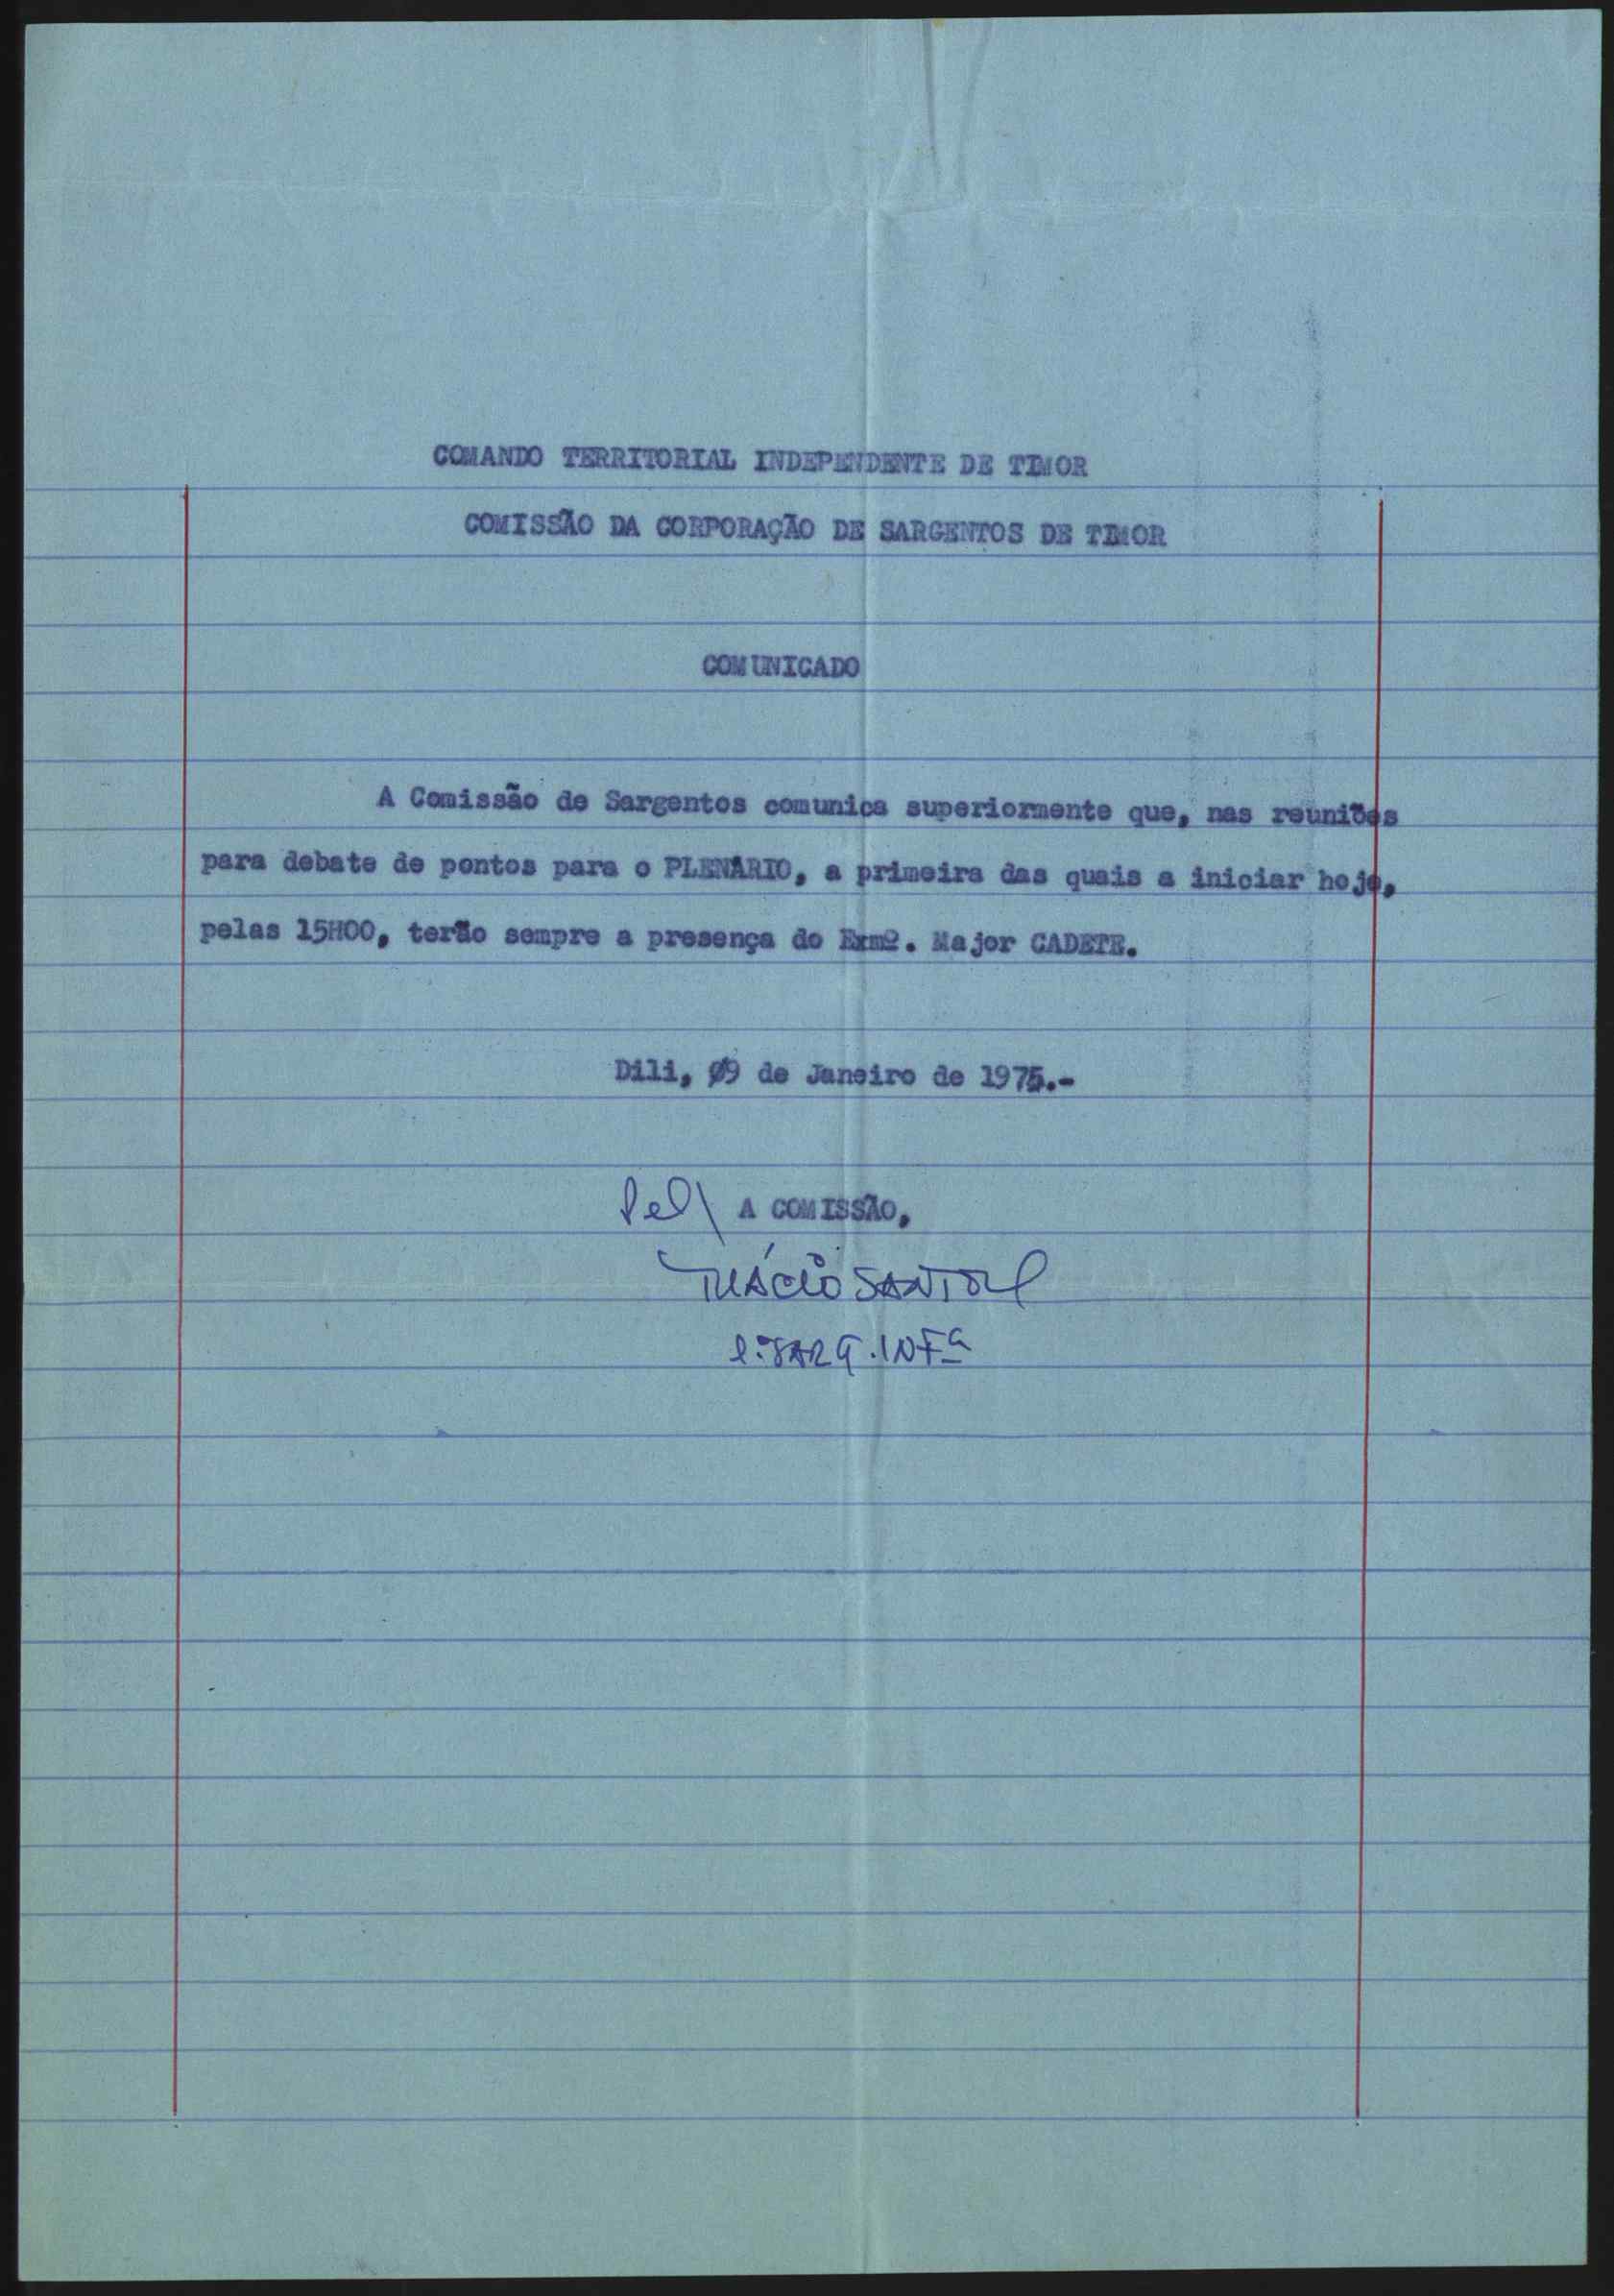 COMANDO TERRITORIAL INDEPENDENTE DE TIMOR
COMISSÃO DA CORPORAÇÃO DE SARGENTOS DE TIMOR
COMUNICADO
A Comissão de Sargentos comunica superiormente que, nas reuniões
para debate de pontos para o PLENÁRIO, a primeira das quais a iniciar hoje,
pelas 15H00, terão sempre a presença do Exmº. Major CADETE.
Dili, 09 de Janeiro de 1975.-
Pel\ A COMISSÃO,
SANTOS
1.º SARG. INFª